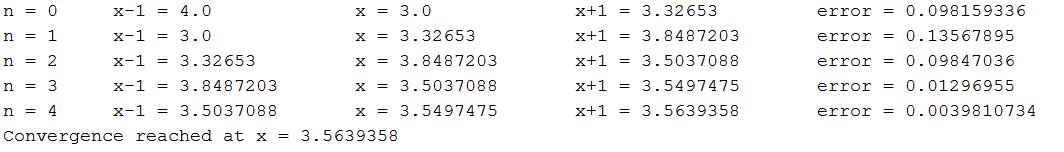 n = 0 x-1 = 4.0 x = 3.0 x+1 = 3.32653 error = 0.098159336
n = 1 x-1 = 3.0 x = 3.32653 x+1 = 3.8487203 error = 0.13567895
n = 2 x-1 = 3.32653 x = 3.8487203 x+1 = 3.5037088 error = 0.09847036
n = 3 x-1 = 3.8487203 x = 3.5037088 x+1 = 3.5497475 error = 0.01296955
n = 4 x-1 = 3.5037088 x = 3.5497475 x+1 = 3.5639358 error = 0.0039810734
Convergence reached at x = 3.5639358